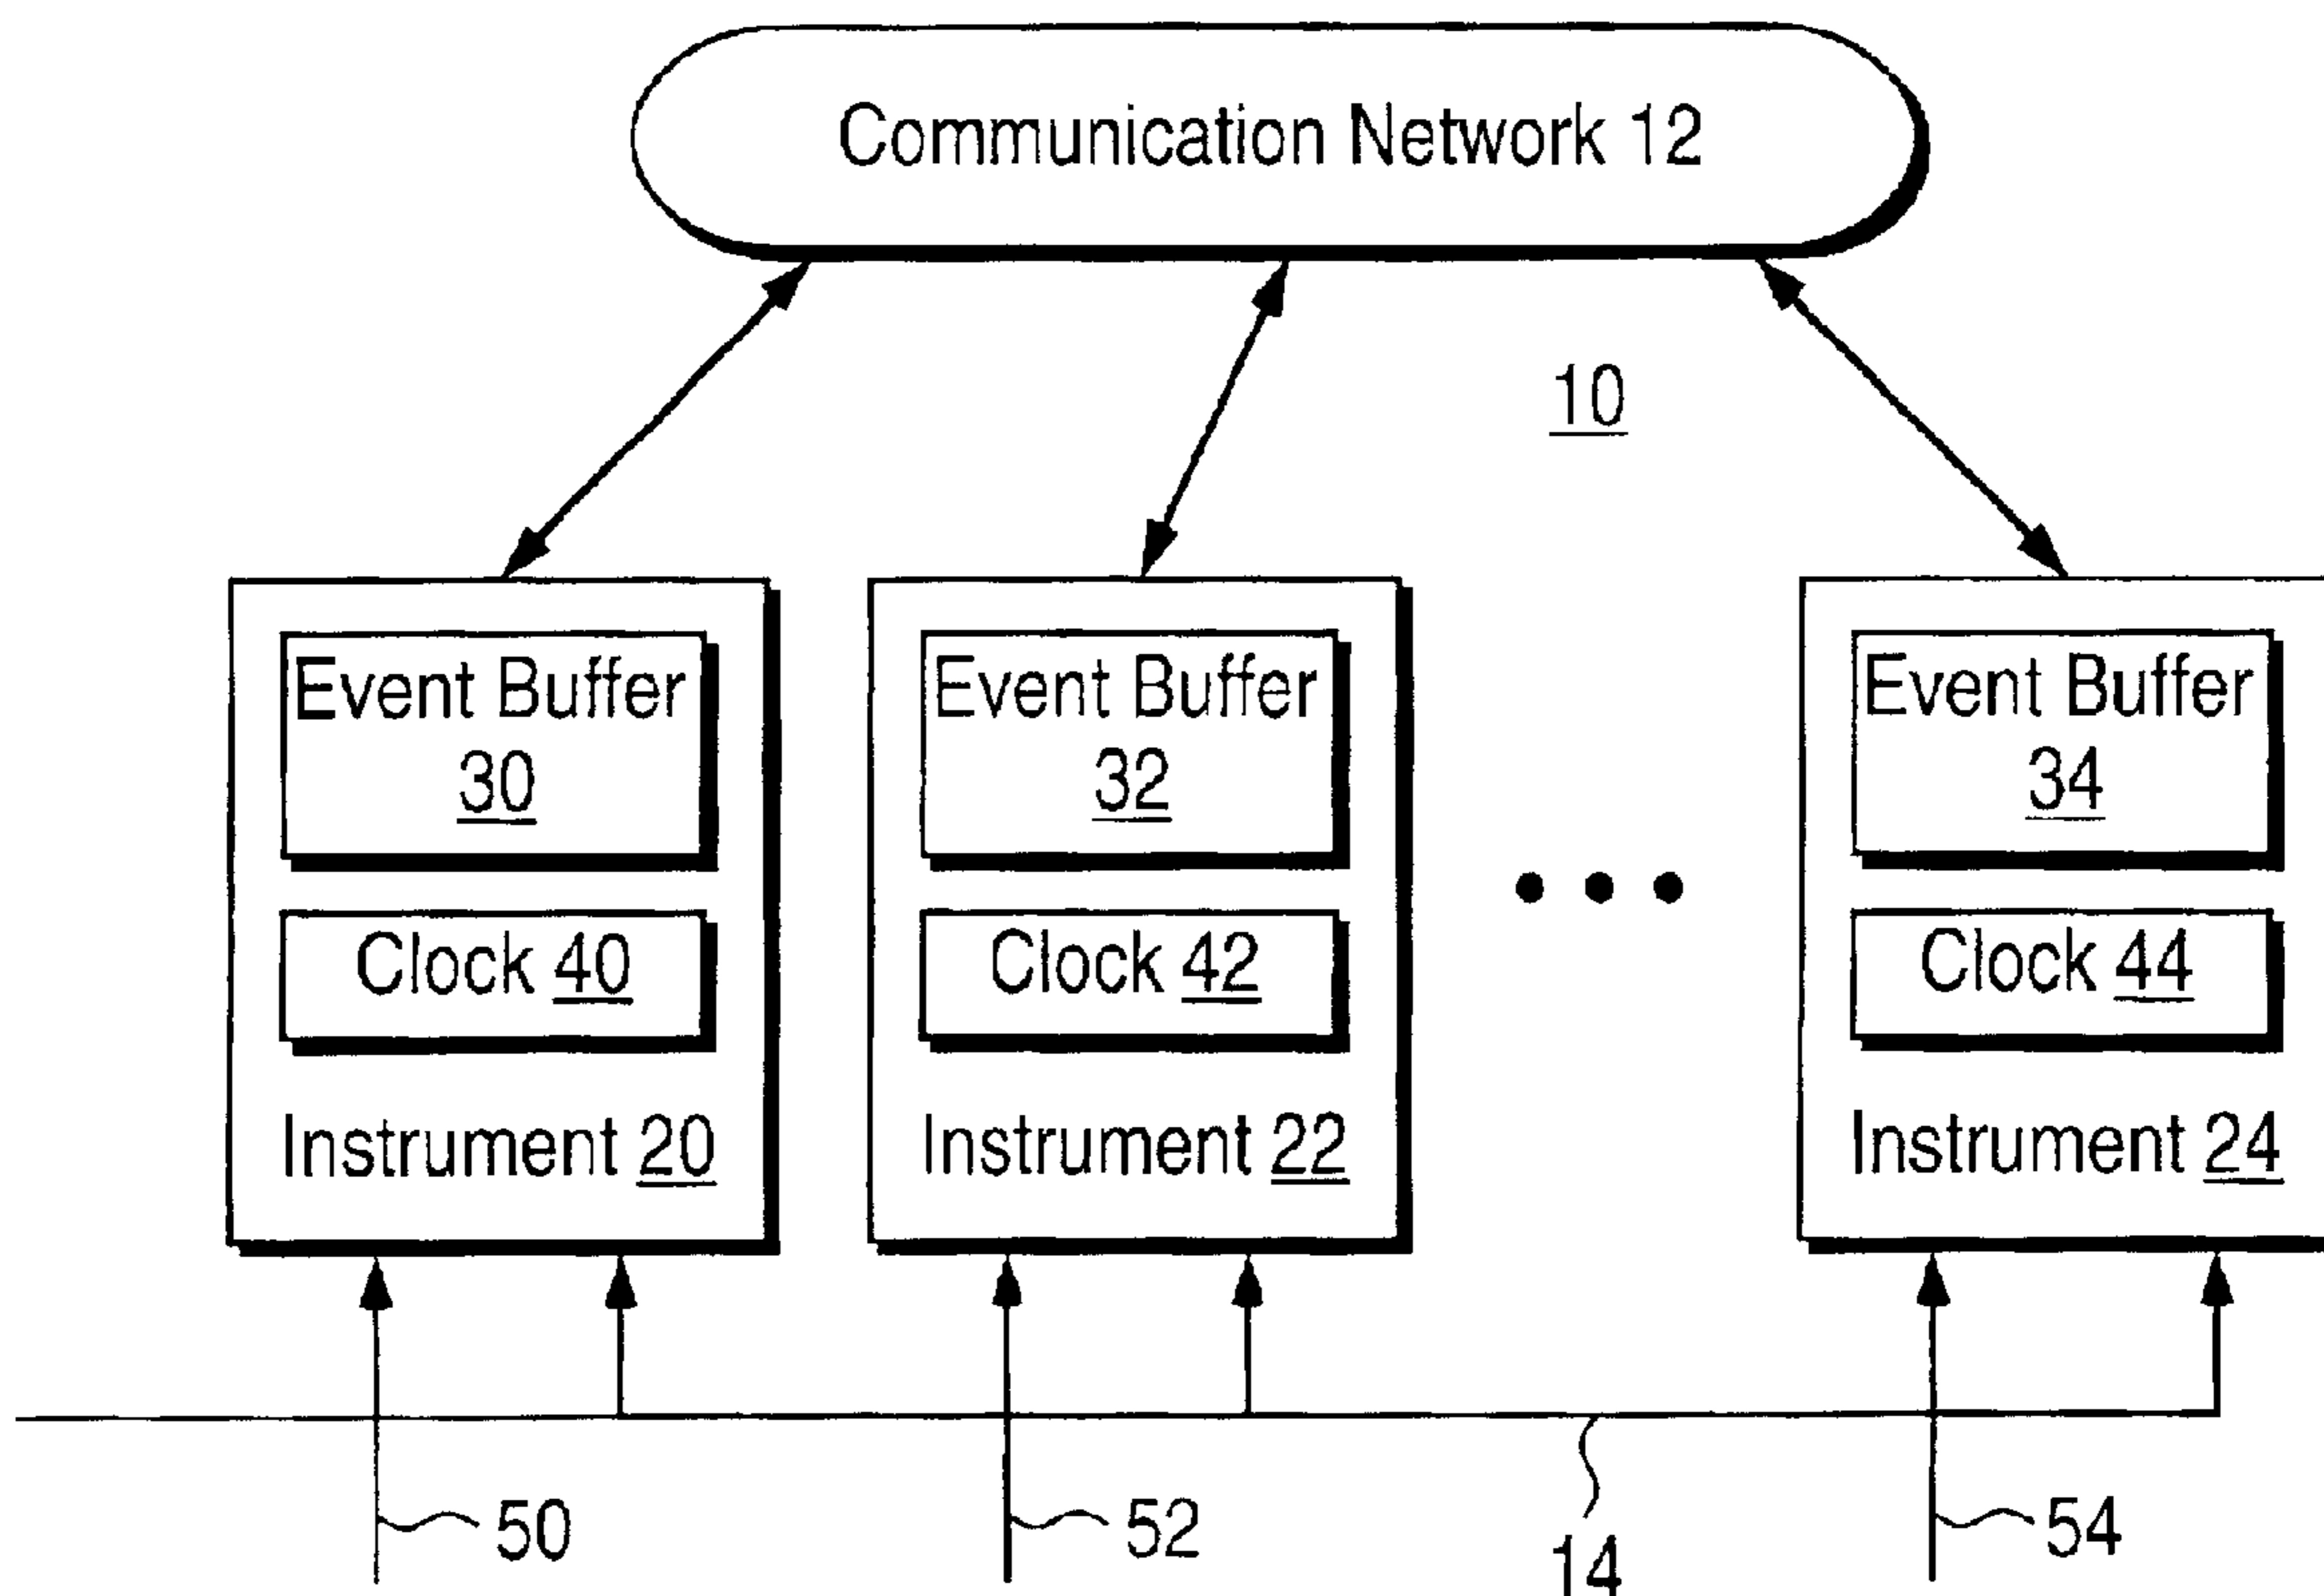 Communication Network 12
10
Event Buffer
30
Event Buffer
32
Event Buffer
34
Clock 40
Clock 42
Clock 44
Instrument 20
Instrument 22
Instrument 24
50
52
14
54